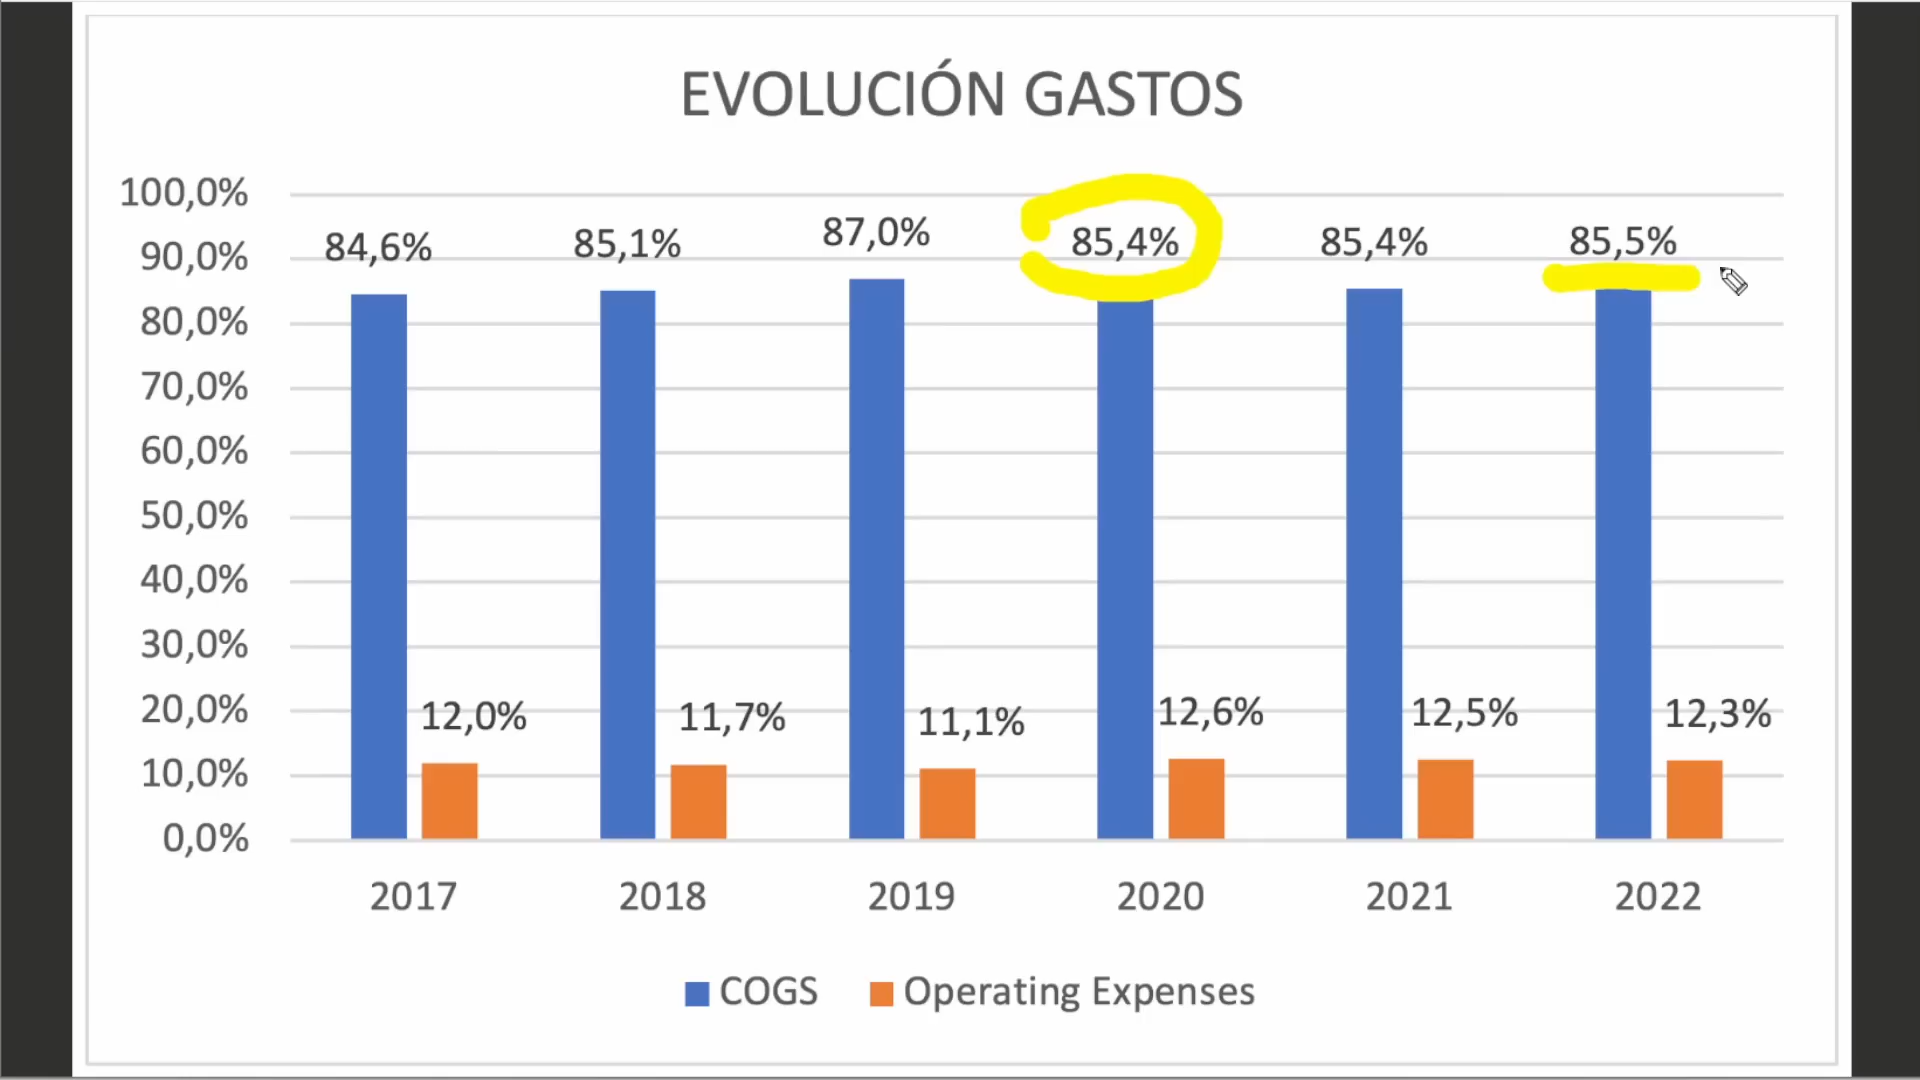 EVOLUCIÓN GASTOS
100,0%
90,0%
80,0%
70,0%
60,0%
50,0%
40,0%
30,0%
20,0%
10,0%
0,0%
84,6% 85,1% 87,0% 85,4% 85,4% 85,5%
12,0% 11,7% 11,1% 12,6% 12,5% 12,3%
2017 2018 2019 2020 2021 2022
COGS Operating Expenses